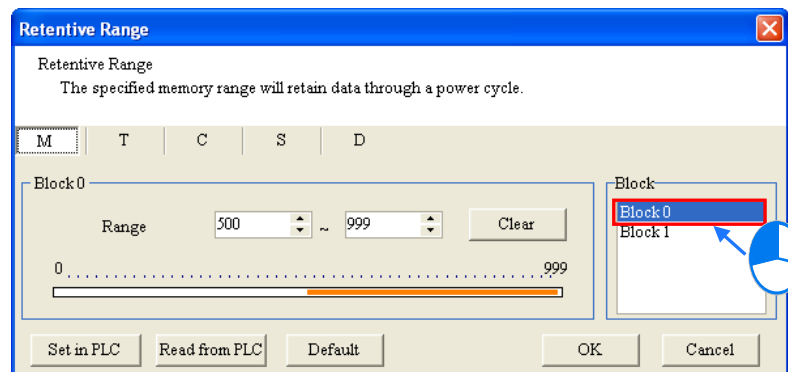 Retentive Range
Retentive Range
The specified memory range will retain data through a power cycle.
M T C S D
Block 0
Range 500 ~ 999 Clear
0 999
Block
Block 0
Block 1
Set in PLC Read from PLC Default OK Cancel